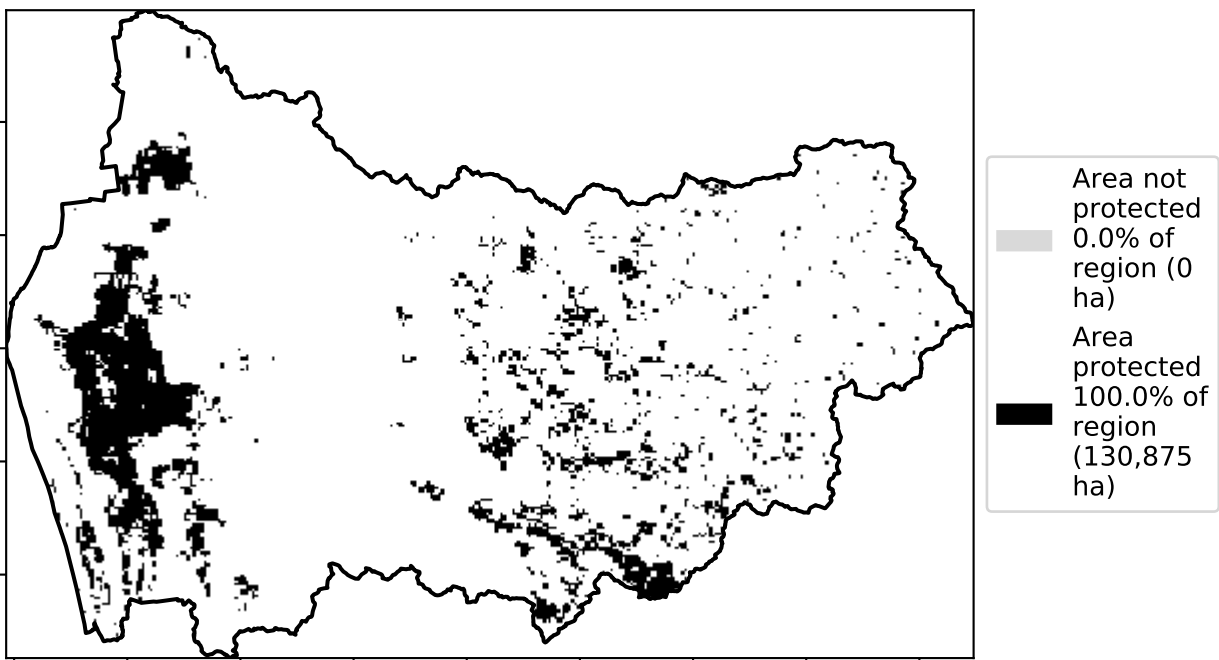 Area not
protected
0.0% of
region (0
ha)
Area
protected
100.0% of
region
(130,875
ha)